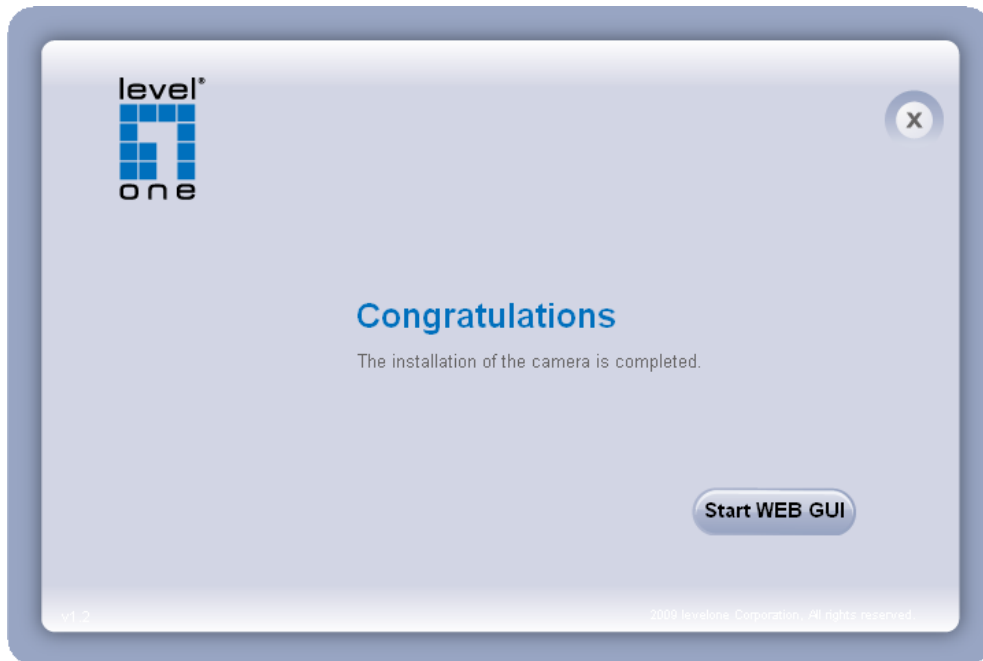 level®
one
X
Congratulations
The installation of the camera is completed.
Start WEB GUI
v1.2
2009 levelone Corporation, All rights reserved